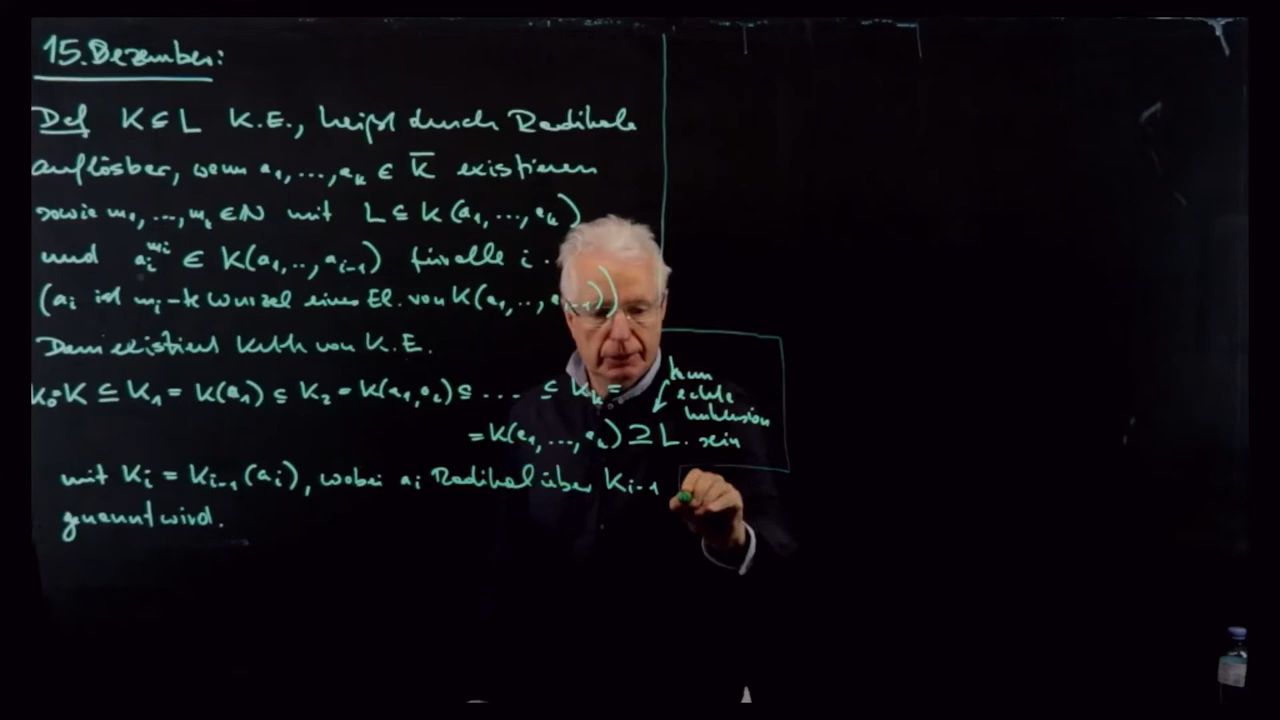 15. Dezember:
Def K ⊆ L K.E., heißt durch Radikale
auflösbar, wenn a₁,...,aₖ ∈ K̅ existieren
sowie m₁,...,mₖ ∈ ℕ mit L ⊆ K(a₁,...,aₖ)
und aᵢ^mᵢ ∈ K(a₁,..,aᵢ₋₁) für alle i.
(aᵢ ist mᵢ-te Wurzel eines El. von K(a₁,..,aᵢ₋₁))
Dann existiert Kette von K.E.
K₀=K ⊆ K₁ = K(a₁) ⊆ K₂ = K(a₁,a₂) ⊆ .... ⊆ Kₖ =
= K(a₁,...,aₖ) ⊇ L.
kann
echte
Inklusion
sein
mit Kᵢ = Kᵢ₋₁(aᵢ), wobei aᵢ Radikal über Kᵢ₋₁
genannt wird.